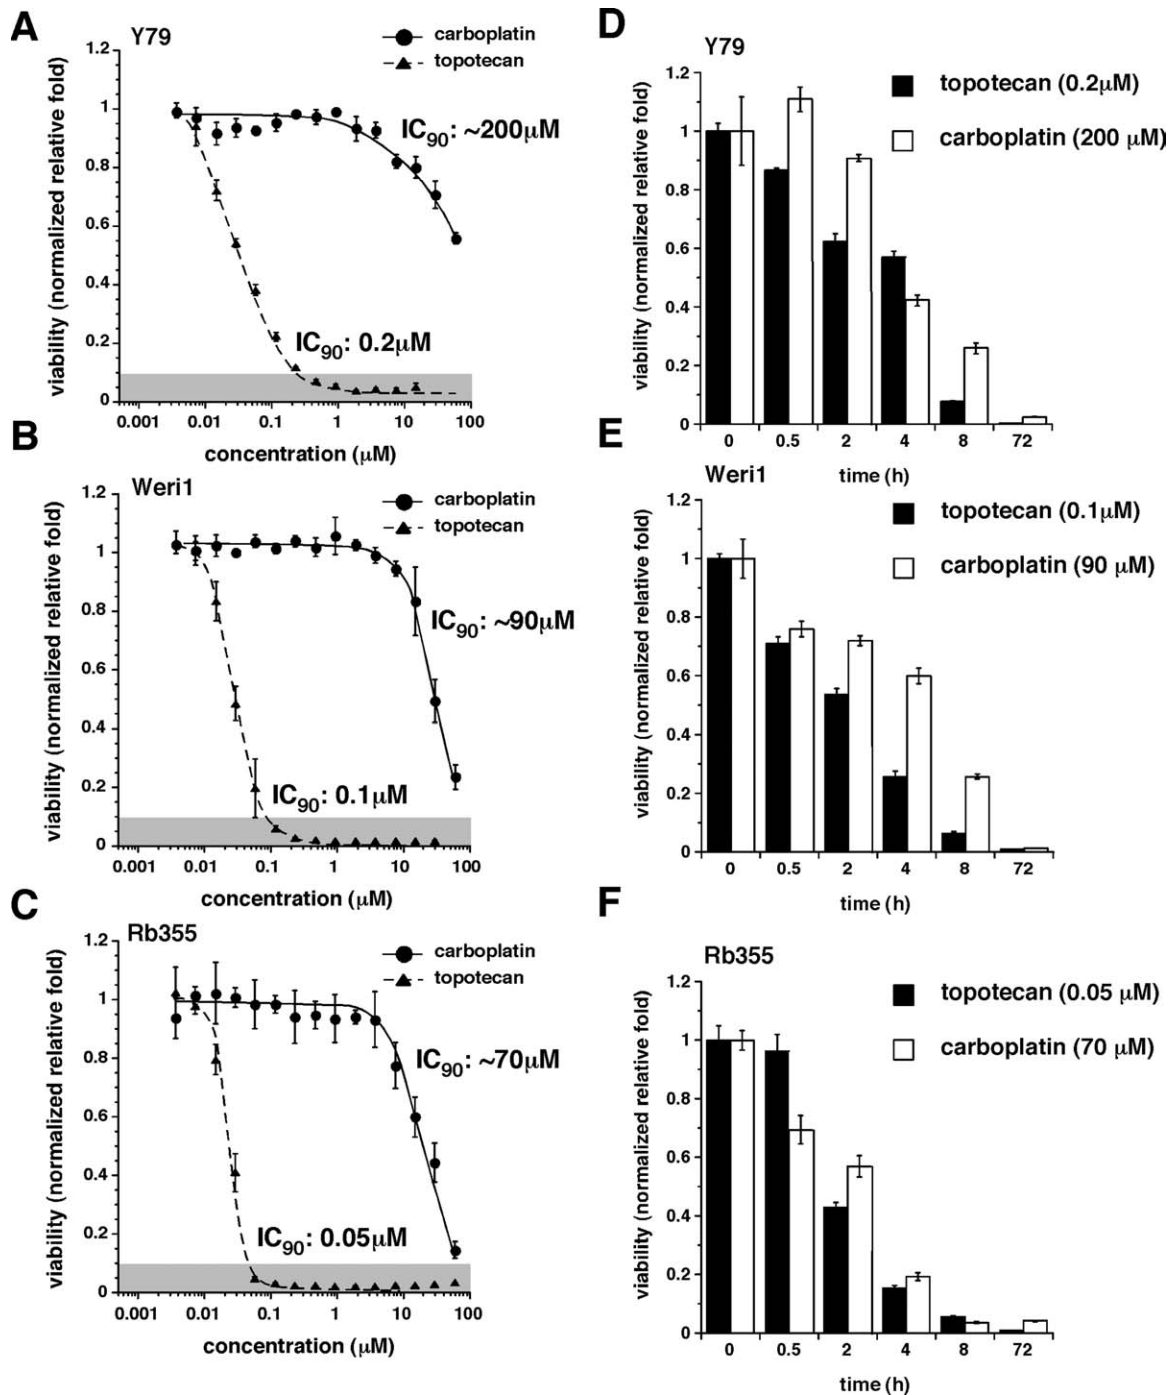 A
Y79
carboplatin
topotecan
viability (normalized relative fold)
1.2
1
0.8
0.6
0.4
0.2
0
IC90: ~200μM
IC90: 0.2μM
0.001 0.01 0.1 1 10 100
concentration (μM)
B
Weri1
carboplatin
topotecan
viability (normalized relative fold)
1.2
1
0.8
0.6
0.4
0.2
0
IC90: ~90μM
IC90: 0.1μM
0.001 0.01 0.1 1 10 100
concentration (μM)
C
Rb355
carboplatin
topotecan
viability (normalized relative fold)
1.2
1
0.8
0.6
0.4
0.2
0
IC90: ~70μM
IC90: 0.05μM
0.001 0.01 0.1 1 10 100
concentration (μM)
D
Y79
topotecan (0.2μM)
carboplatin (200 μM)
viability (normalized relative fold)
1.2
1
0.8
0.6
0.4
0.2
0
0 0.5 2 4 8 72
time (h)
E
Weri1
topotecan (0.1μM)
carboplatin (90 μM)
viability (normalized relative fold)
1.2
1
0.8
0.6
0.4
0.2
0
0 0.5 2 4 8 72
time (h)
F
Rb355
topotecan (0.05 μM)
carboplatin (70 μM)
viability (normalized relative fold)
1.2
1
0.8
0.6
0.4
0.2
0
0 0.5 2 4 8 72
time (h)